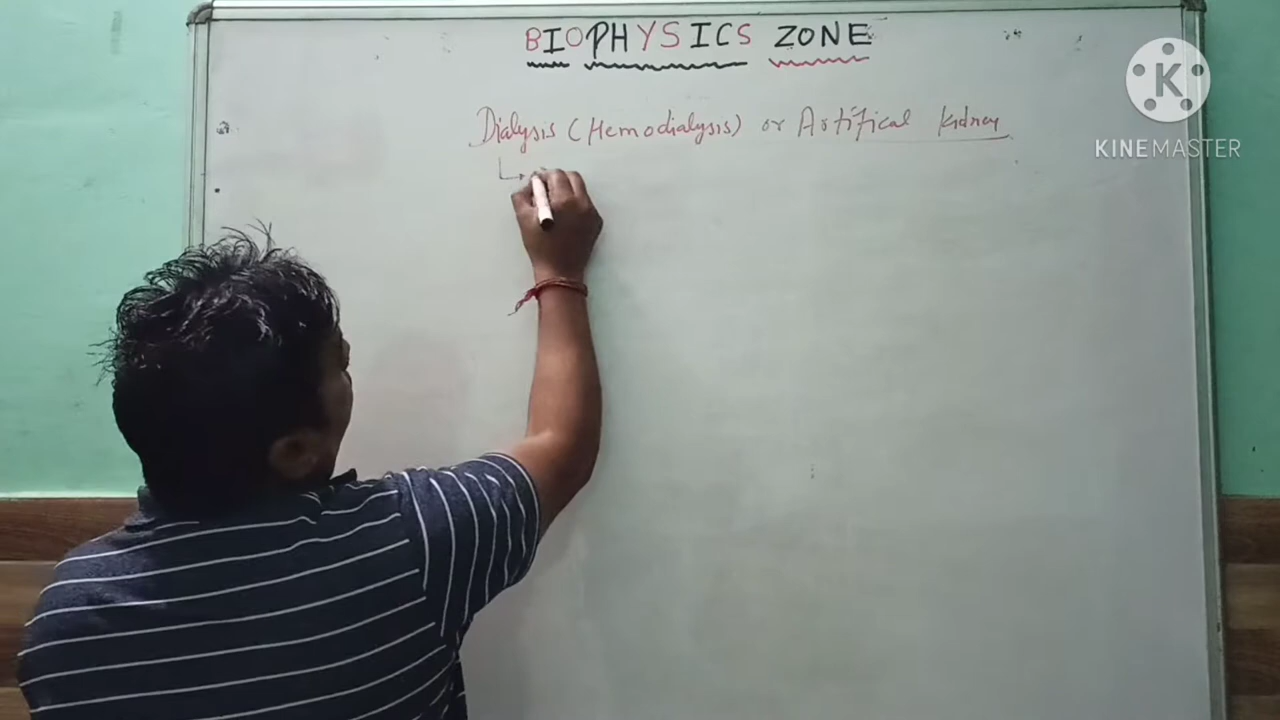 BIOPHYSICS ZONE
Dialysis (Hemodialysis) or Artifical kidney
K
KINEMASTER